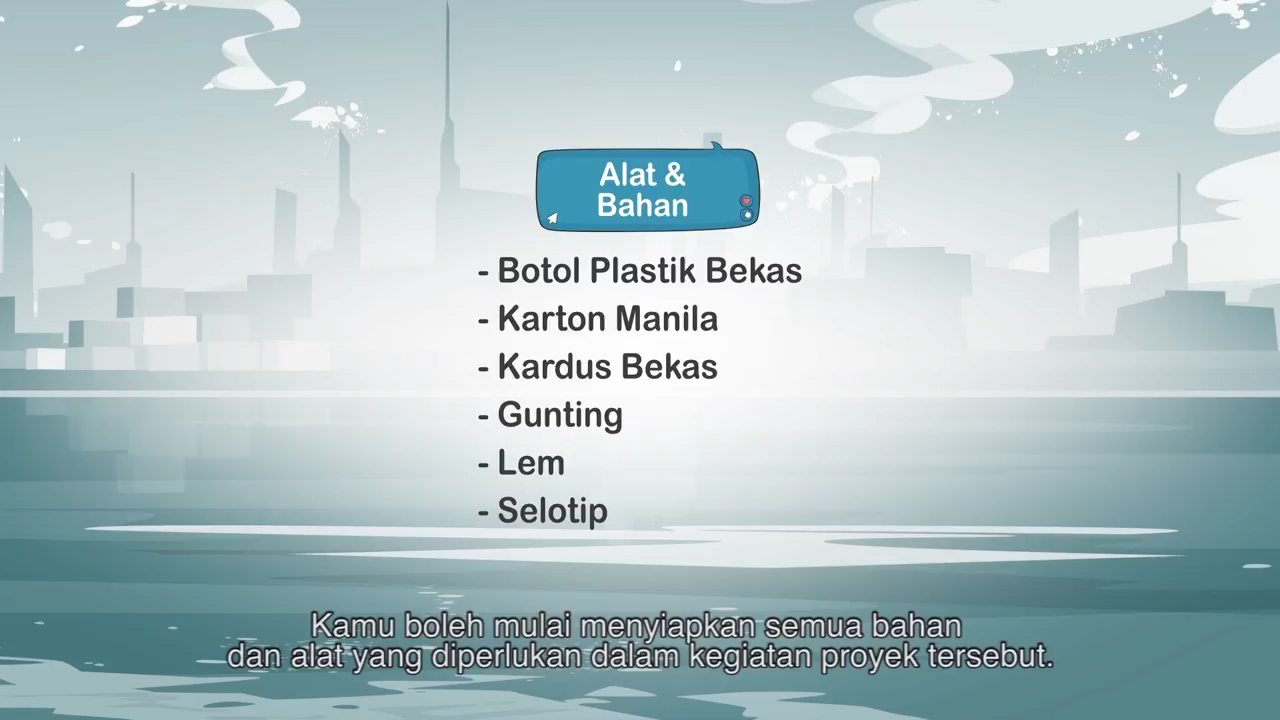 Alat &
Bahan
- Botol Plastik Bekas
- Karton Manila
- Kardus Bekas
- Gunting
- Lem
- Selotip
Kamu boleh mulai menyiapkan semua bahan
dan alat yang diperlukan dalam kegiatan proyek tersebut.